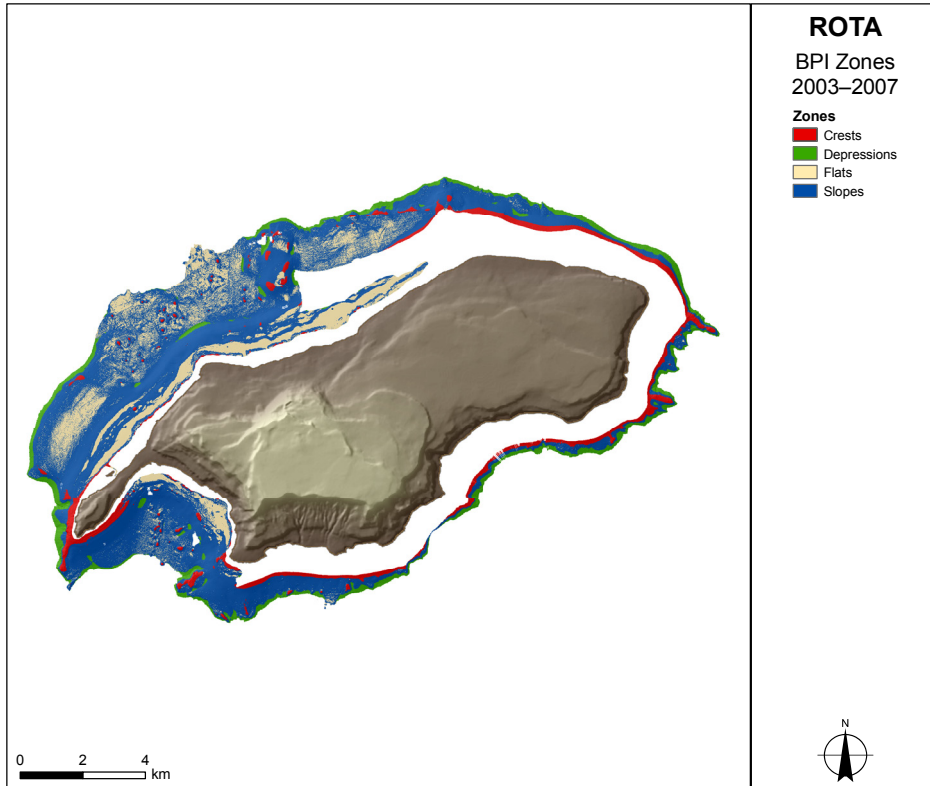 ROTA
BPI Zones
2003–2007
Zones
Crests
Depressions
Flats
Slopes
N
0 2 4
km